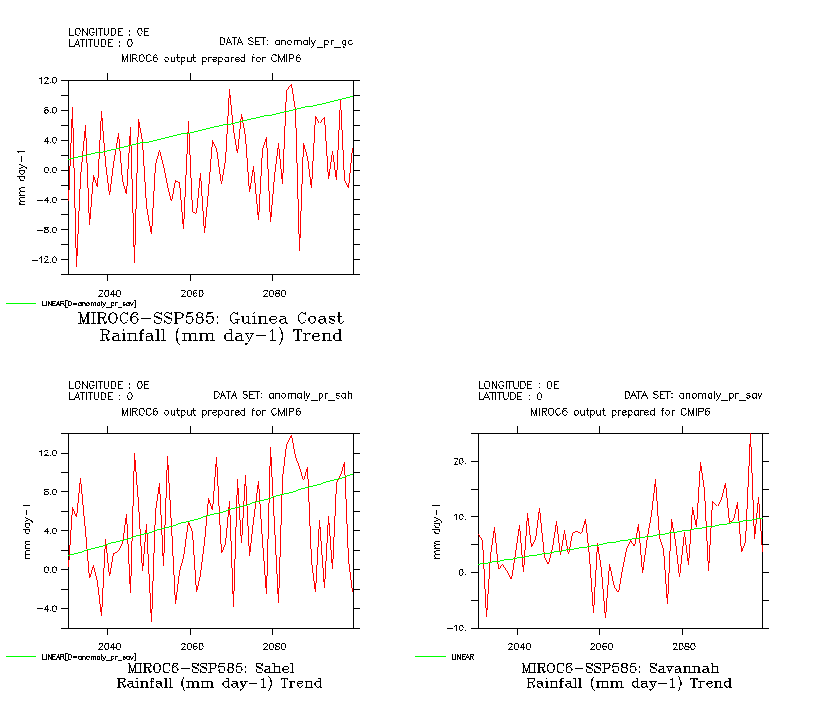 LONGITUDE : 0E
LATITUDE : 0
DATA SET: anomaly_pr_gc
MIROC6 output prepared for CMIP6
12.0
8.0
4.0
0.0
-4.0
-8.0
-12.0
mm day-1
2040 2060 2080
LINEAR[D=anomaly_pr_sav]
MIROC6-SSP585: Guinea Coast
Rainfall (mm day-1) Trend
LONGITUDE : 0E
LATITUDE : 0
DATA SET: anomaly_pr_sah
MIROC6 output prepared for CMIP6
12.0
8.0
4.0
0.0
-4.0
mm day-1
2040 2060 2080
LINEAR[D=anomaly_pr_sav]
MIROC6-SSP585: Sahel
Rainfall (mm day-1) Trend
LONGITUDE : 0E
LATITUDE : 0
DATA SET: anomaly_pr_sav
MIROC6 output prepared for CMIP6
20.
10.
0.
-10.
mm day-1
2040 2060 2080
LINEAR
MIROC6-SSP585: Savannah
Rainfall (mm day-1) Trend